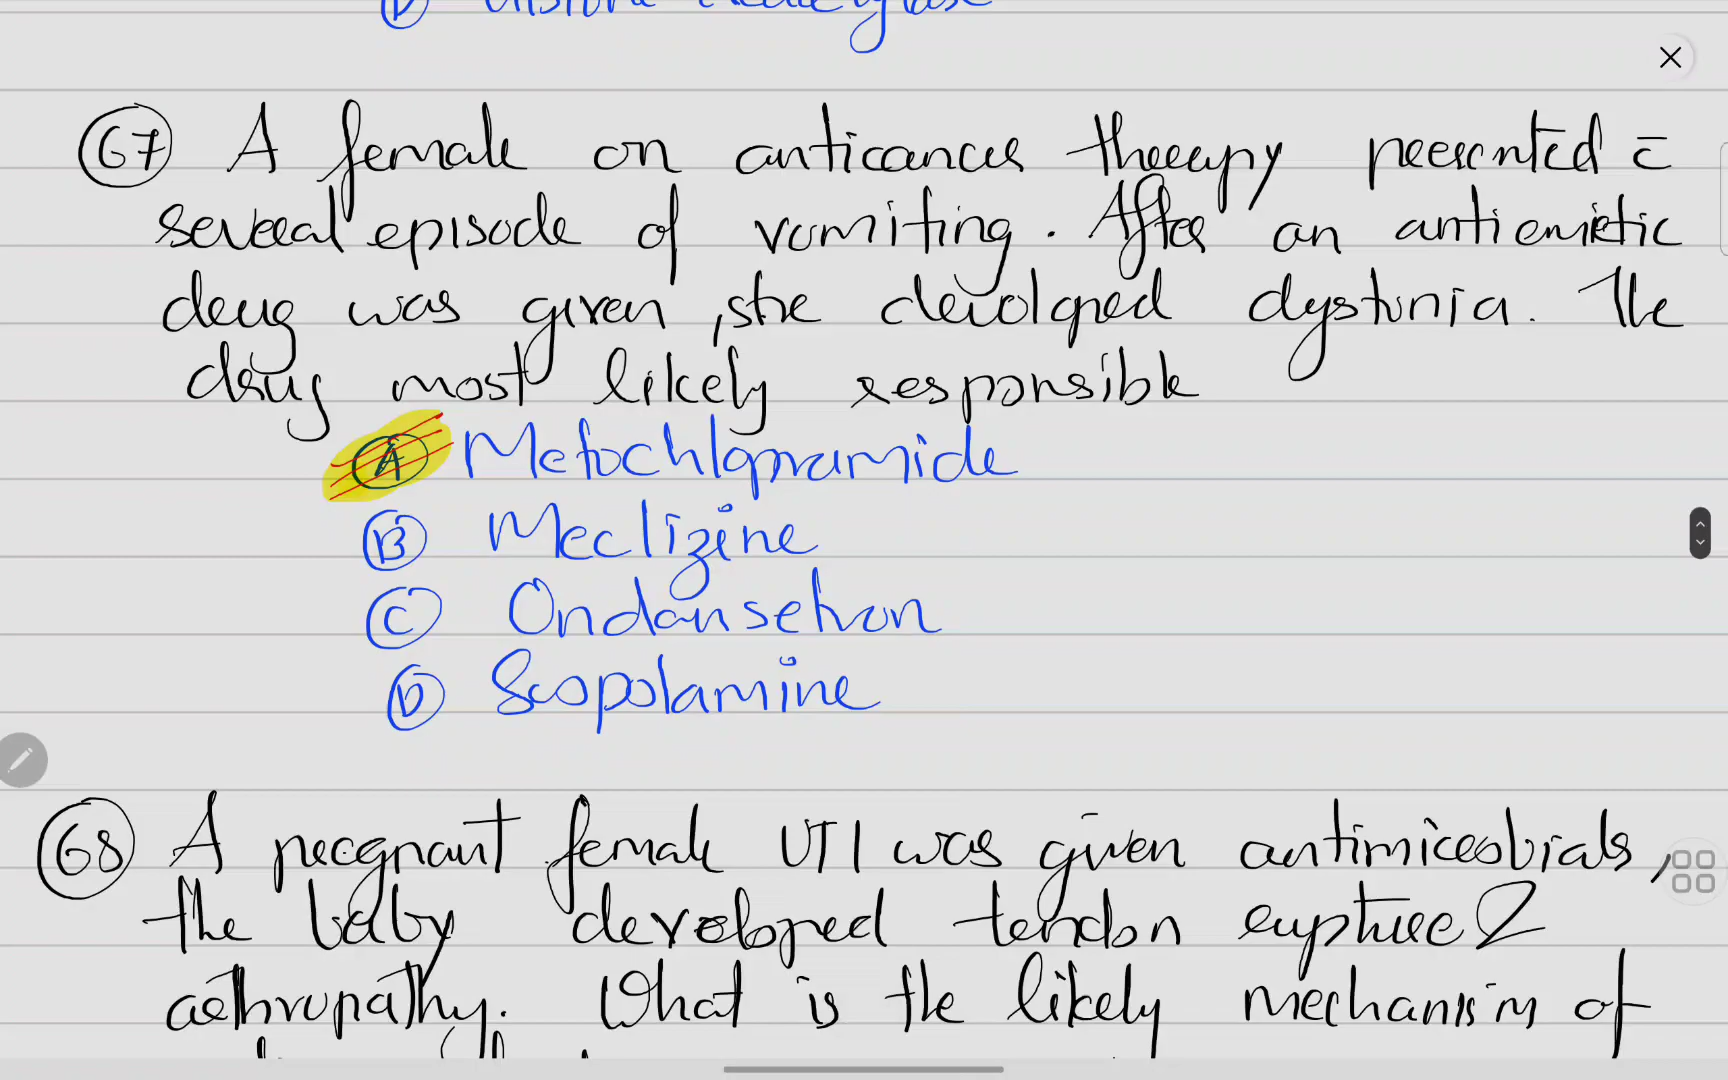 67 A female on anticancer therapy presented c̄
several episode of vomiting. After an antiemetic
drug was given, she developed dystonia. The
drug most likely responsible
A Metochlopramide
B Meclizine
C Ondansetron
D Scopolamine
68 A pregnant female UTI was given antimicrobials,
the baby developed tendon rupture &
arthropathy. What is the likely mechanism of